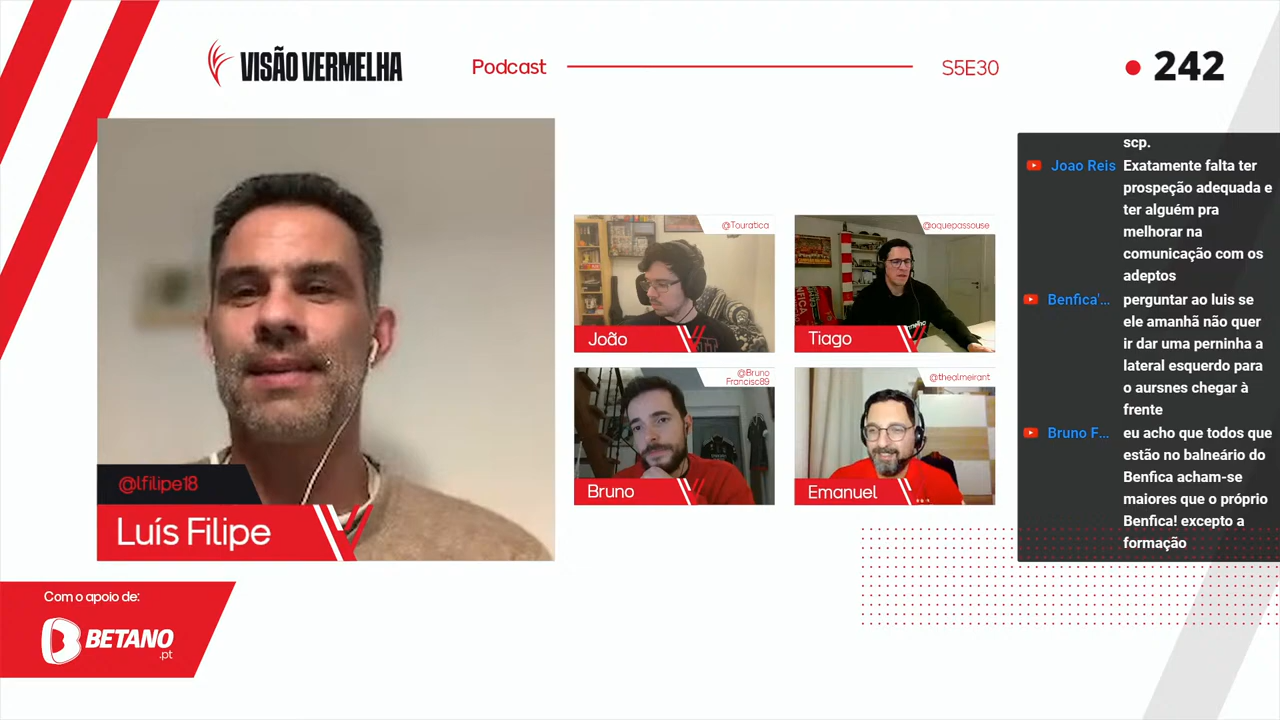 VISÃO VERMELHA
Podcast
S5E30
242
@lfilipe18
Luís Filipe
@Touratica
João
@oquepassouse
Tiago
@Bruno
Francisc89
Bruno
@thealmeirant
Emanuel
scp.
Joao Reis Exatamente falta ter
prospeção adequada e
ter alguém pra
melhorar na
comunicação com os
adeptos
Benfica'... perguntar ao luis se
ele amanhã não quer
ir dar uma perninha a
lateral esquerdo para
o aursnes chegar à
frente
Bruno F... eu acho que todos que
estão no balneário do
Benfica acham-se
maiores que o próprio
Benfica! excepto a
formação
Com o apoio de:
BETANO
.pt